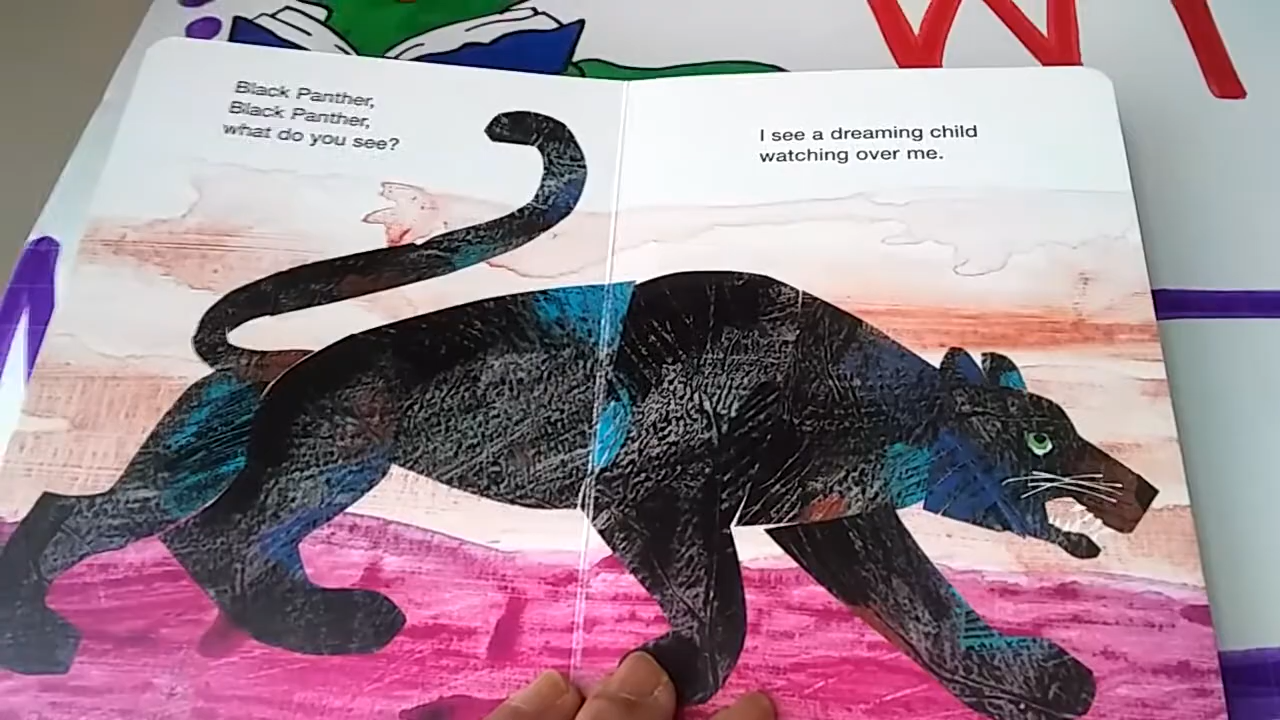 Black Panther,
Black Panther,
what do you see?
I see a dreaming child
watching over me.